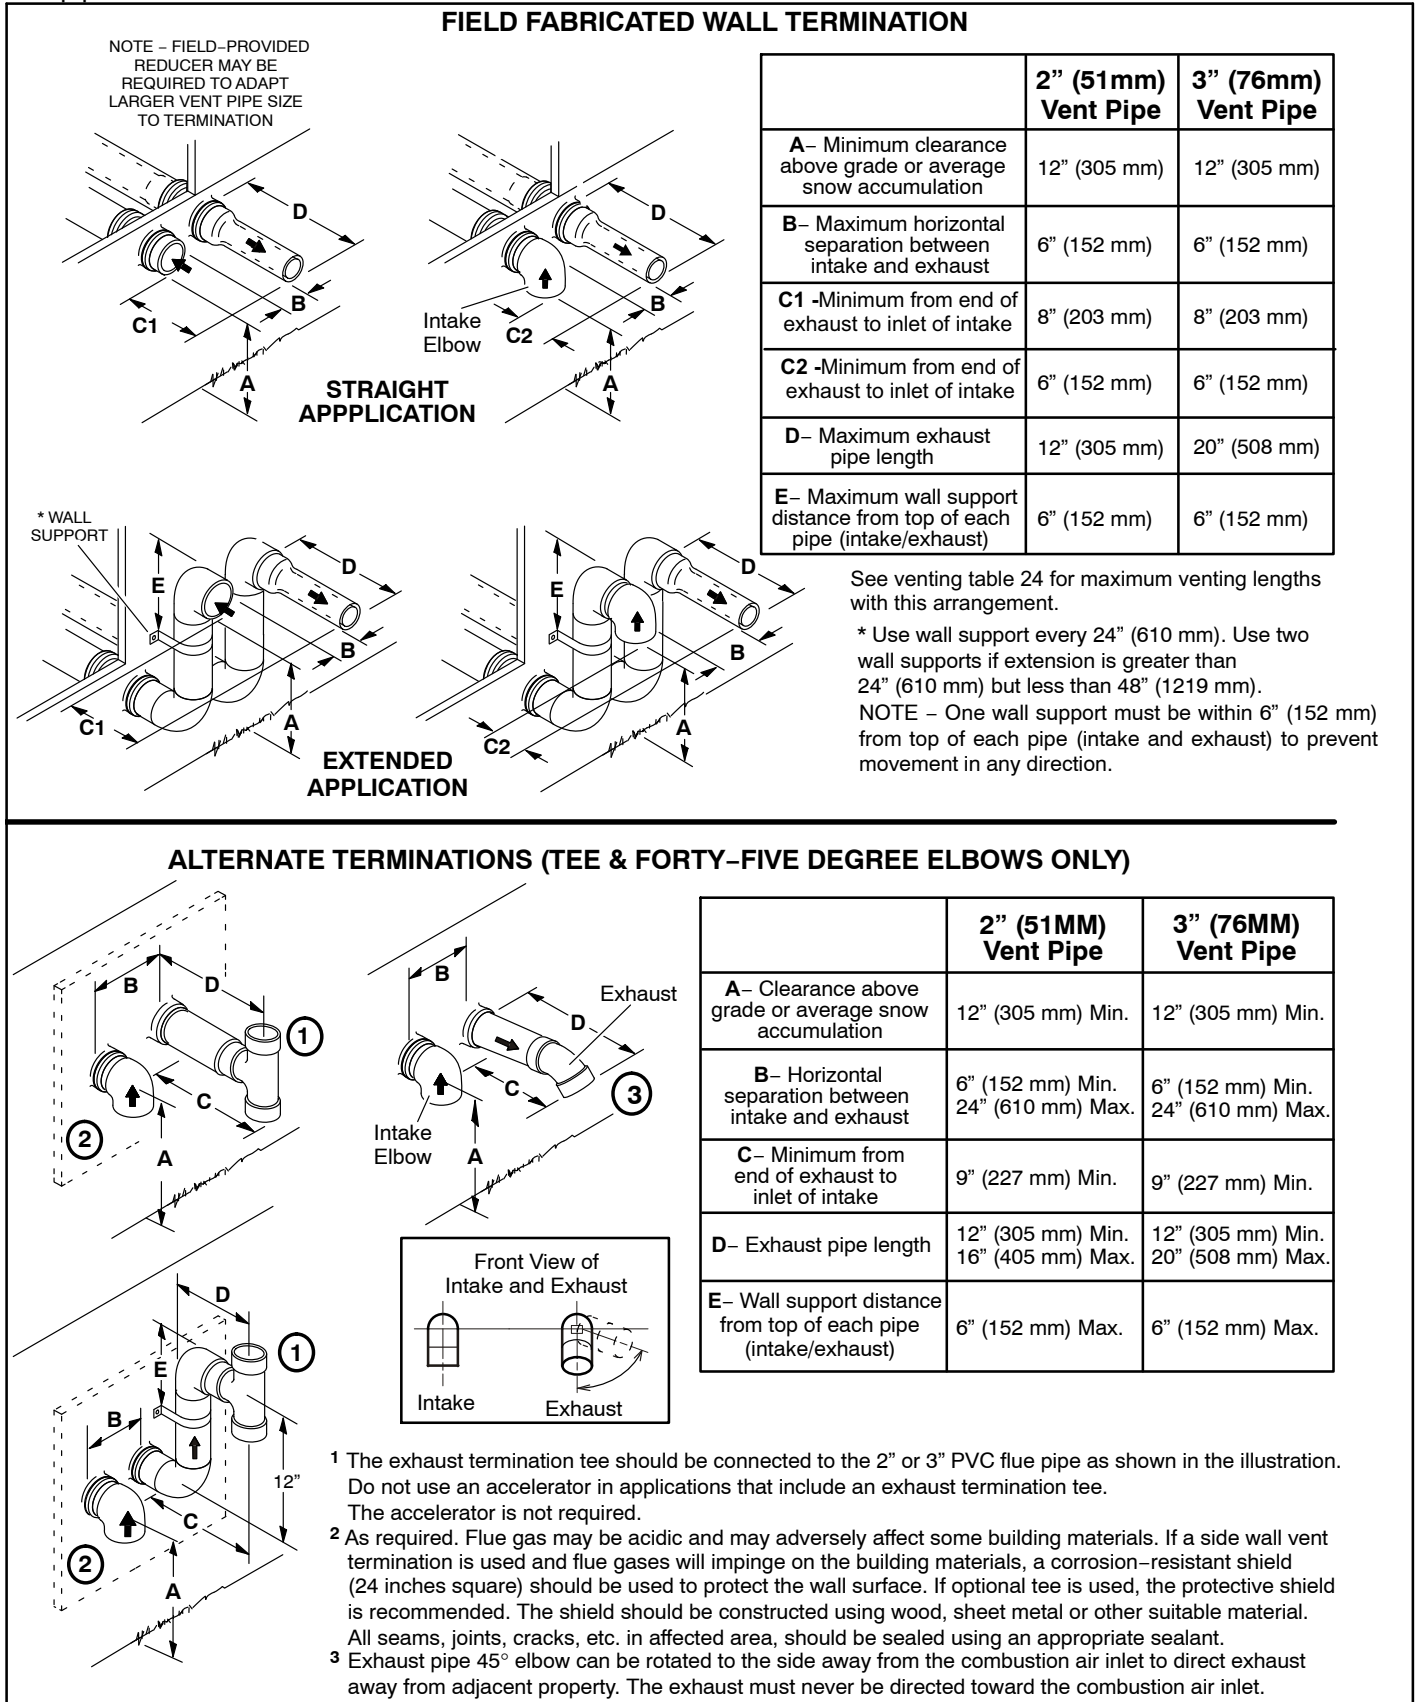 FIELD FABRICATED WALL TERMINATION
NOTE – FIELD–PROVIDED
REDUCER MAY BE
REQUIRED TO ADAPT
LARGER VENT PIPE SIZE
TO TERMINATION
D
B
C1
A
D
B
Intake
Elbow
C2
A
STRAIGHT
APPPLICATION
2” (51mm)
Vent Pipe
3” (76mm)
Vent Pipe
A– Minimum clearance
above grade or average
snow accumulation
12” (305 mm)
12” (305 mm)
B– Maximum horizontal
separation between
intake and exhaust
6” (152 mm)
6” (152 mm)
C1 -Minimum from end of
exhaust to inlet of intake
8” (203 mm)
8” (203 mm)
C2 -Minimum from end of
exhaust to inlet of intake
6” (152 mm)
6” (152 mm)
D– Maximum exhaust
pipe length
12” (305 mm)
20” (508 mm)
E– Maximum wall support
distance from top of each
pipe (intake/exhaust)
6” (152 mm)
6” (152 mm)
* WALL
SUPPORT
E
D
B
C1
A
E
D
B
C2
A
EXTENDED
APPLICATION
See venting table 24 for maximum venting lengths
with this arrangement.
* Use wall support every 24” (610 mm). Use two
wall supports if extension is greater than
24” (610 mm) but less than 48” (1219 mm).
NOTE – One wall support must be within 6” (152 mm)
from top of each pipe (intake and exhaust) to prevent
movement in any direction.
ALTERNATE TERMINATIONS (TEE & FORTY–FIVE DEGREE ELBOWS ONLY)
B
D
1
C
2
A
B
Exhaust
D
C
3
Intake
Elbow
A
2” (51MM)
Vent Pipe
3” (76MM)
Vent Pipe
A– Clearance above
grade or average snow
accumulation
12” (305 mm) Min.
12” (305 mm) Min.
B– Horizontal
separation between
intake and exhaust
6” (152 mm) Min.
24” (610 mm) Max.
6” (152 mm) Min.
24” (610 mm) Max.
C– Minimum from
end of exhaust to
inlet of intake
9” (227 mm) Min.
9” (227 mm) Min.
D– Exhaust pipe length
12” (305 mm) Min.
16” (405 mm) Max.
12” (305 mm) Min.
20” (508 mm) Max.
E– Wall support distance
from top of each pipe
(intake/exhaust)
6” (152 mm) Max.
6” (152 mm) Max.
D
1
E
B
12”
C
2
A
Front View of
Intake and Exhaust
Intake
Exhaust
1 The exhaust termination tee should be connected to the 2” or 3” PVC flue pipe as shown in the illustration.
Do not use an accelerator in applications that include an exhaust termination tee.
The accelerator is not required.
2 As required. Flue gas may be acidic and may adversely affect some building materials. If a side wall vent
termination is used and flue gases will impinge on the building materials, a corrosion–resistant shield
(24 inches square) should be used to protect the wall surface. If optional tee is used, the protective shield
is recommended. The shield should be constructed using wood, sheet metal or other suitable material.
All seams, joints, cracks, etc. in affected area, should be sealed using an appropriate sealant.
3 Exhaust pipe 45° elbow can be rotated to the side away from the combustion air inlet to direct exhaust
away from adjacent property. The exhaust must never be directed toward the combustion air inlet.